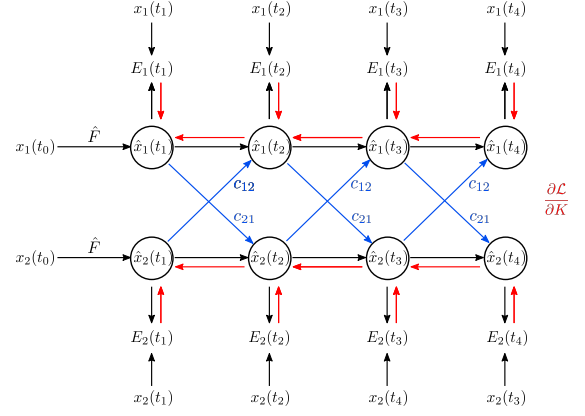 x₁(t₁) x₁(t₂) x₁(t₃) x₁(t₄)
E₁(t₁) E₁(t₂) E₁(t₃) E₁(t₄)
x₁(t₀) F̂ x̂₁(t₁) x̂₁(t₂) x̂₁(t₃) x̂₁(t₄)
c₁₂ c₁₂ c₁₂
∂ℒ
∂K
c₂₁ c₂₁ c₂₁
x₂(t₀) F̂ x̂₂(t₁) x̂₂(t₂) x̂₂(t₃) x̂₂(t₄)
E₂(t₁) E₂(t₂) E₂(t₃) E₂(t₄)
x₂(t₁) x₂(t₂) x₂(t₄) x₂(t₃)